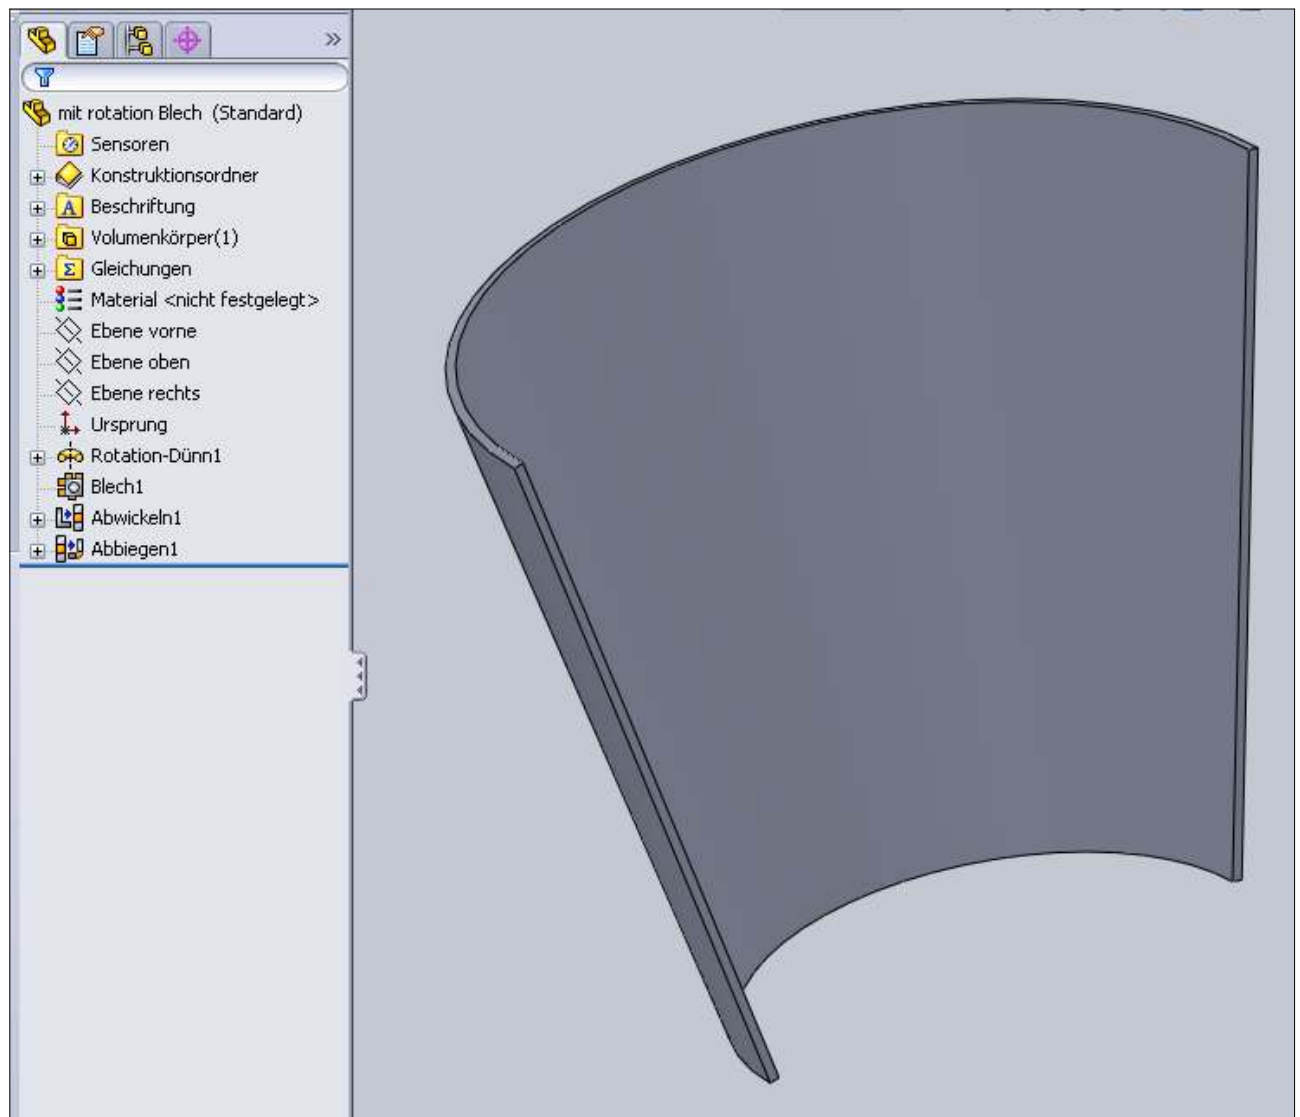 mit rotation Blech (Standard)
Sensoren
Konstruktionsordner
Beschriftung
Volumenkörper(1)
Gleichungen
Material <nicht festgelegt>
Ebene vorne
Ebene oben
Ebene rechts
Ursprung
Rotation-Dünn1
Blech1
Abwickeln1
Abbiegen1